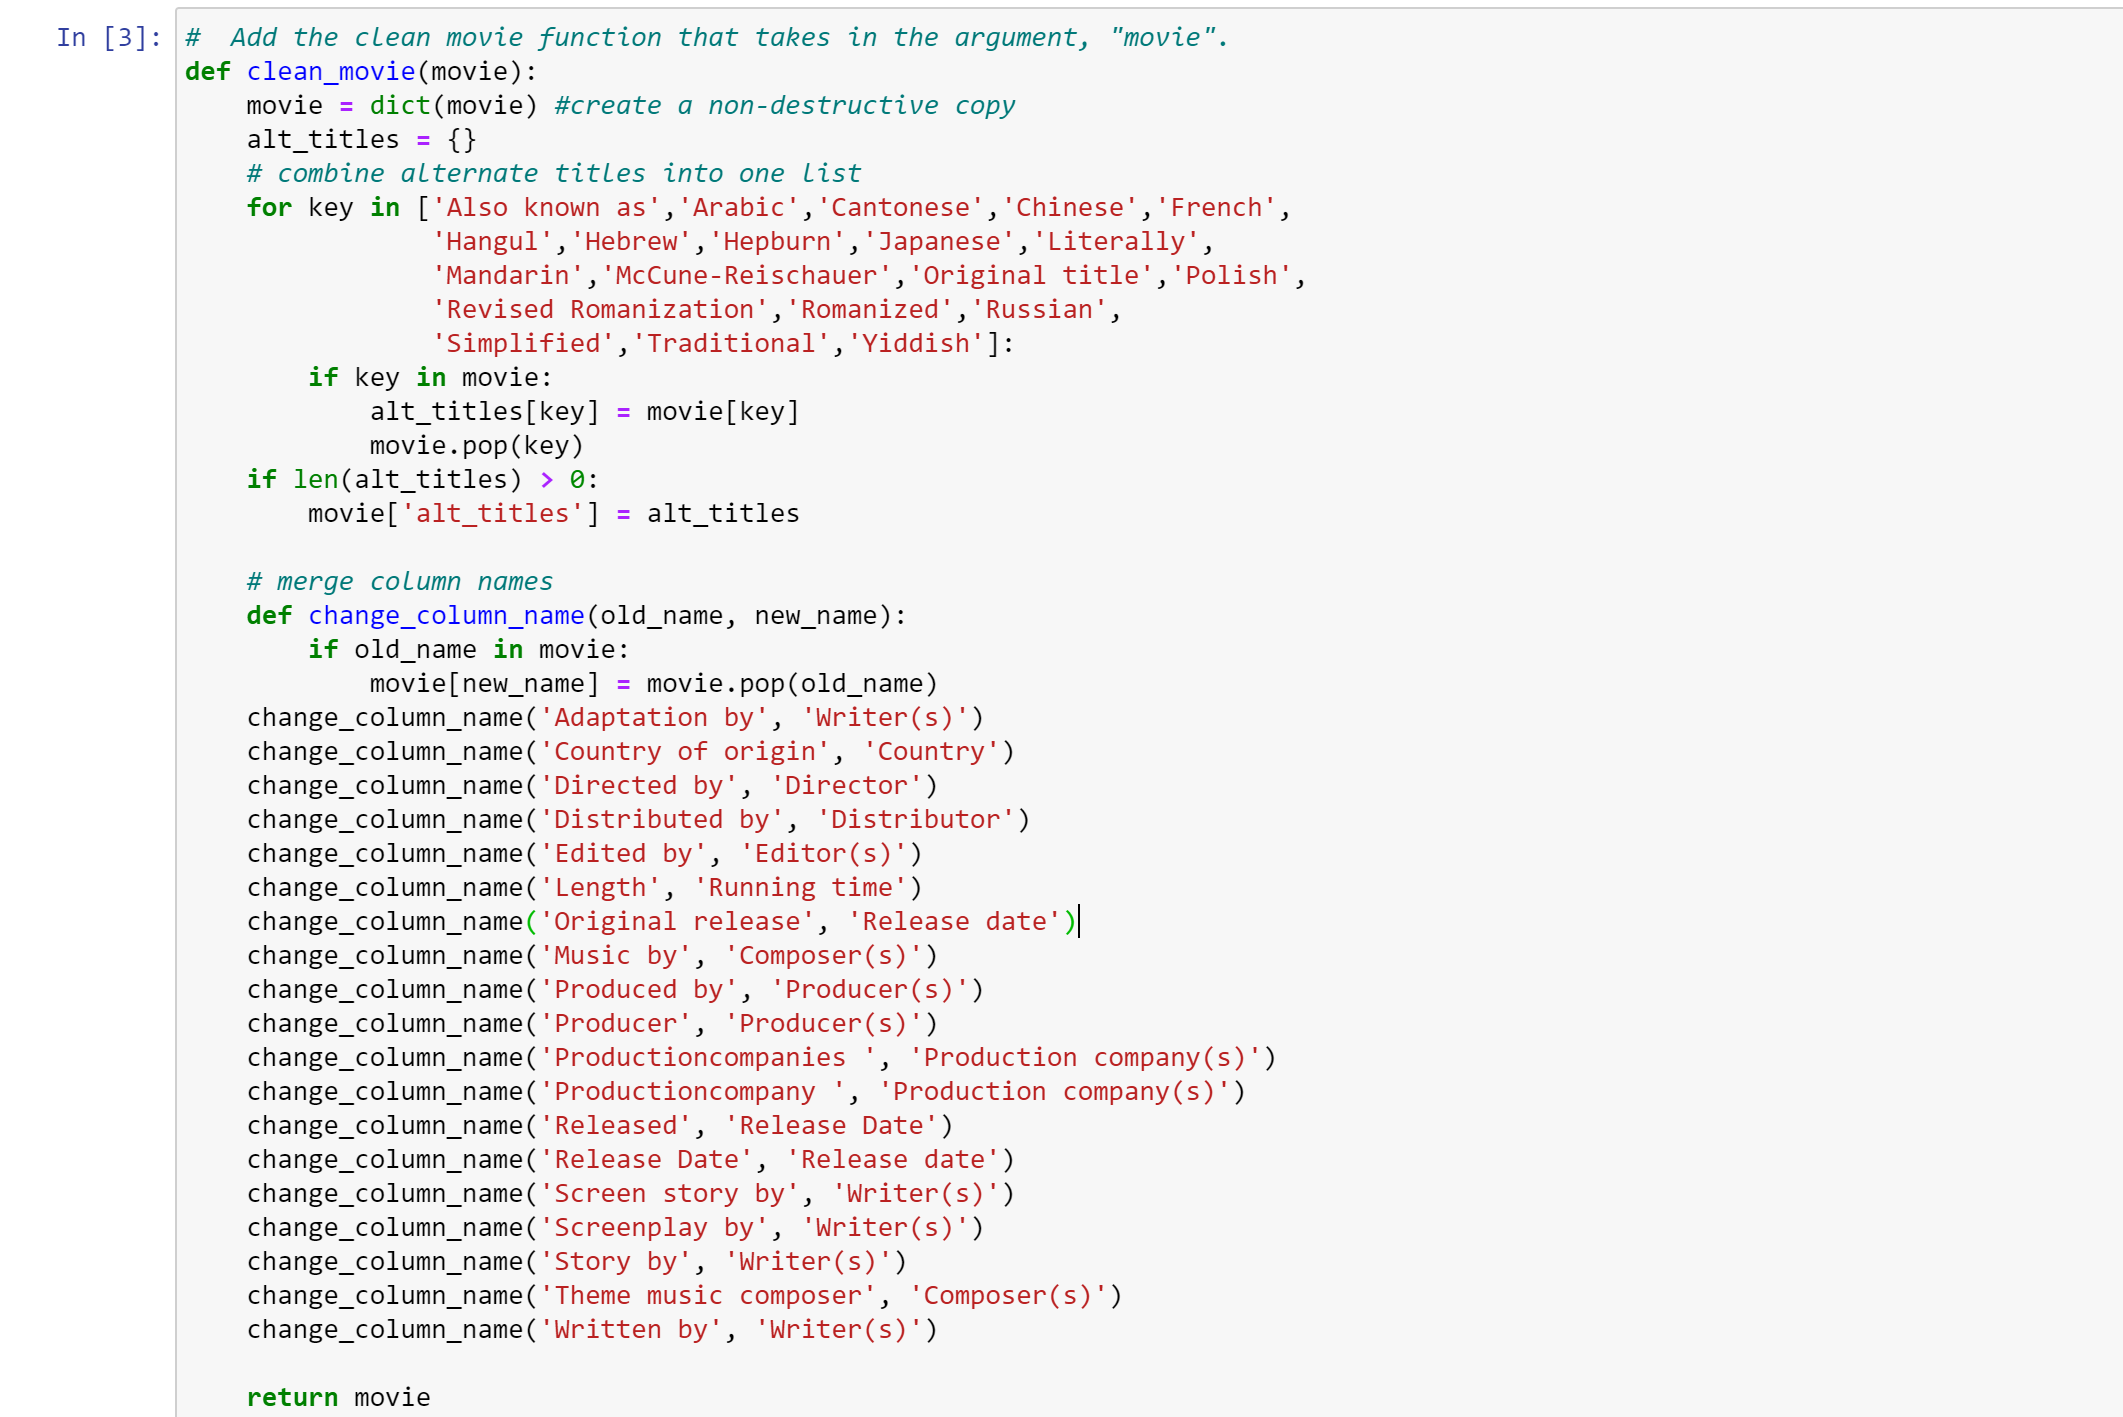 In [3]: #  Add the clean movie function that takes in the argument, "movie".
def clean_movie(movie):
    movie = dict(movie) #create a non-destructive copy
    alt_titles = {}
    # combine alternate titles into one list
    for key in ['Also known as','Arabic','Cantonese','Chinese','French',
                'Hangul','Hebrew','Hepburn','Japanese','Literally',
                'Mandarin','McCune-Reischauer','Original title','Polish',
                'Revised Romanization','Romanized','Russian',
                'Simplified','Traditional','Yiddish']:
        if key in movie:
            alt_titles[key] = movie[key]
            movie.pop(key)
    if len(alt_titles) > 0:
        movie['alt_titles'] = alt_titles

    # merge column names
    def change_column_name(old_name, new_name):
        if old_name in movie:
            movie[new_name] = movie.pop(old_name)
    change_column_name('Adaptation by', 'Writer(s)')
    change_column_name('Country of origin', 'Country')
    change_column_name('Directed by', 'Director')
    change_column_name('Distributed by', 'Distributor')
    change_column_name('Edited by', 'Editor(s)')
    change_column_name('Length', 'Running time')
    change_column_name('Original release', 'Release date')
    change_column_name('Music by', 'Composer(s)')
    change_column_name('Produced by', 'Producer(s)')
    change_column_name('Producer', 'Producer(s)')
    change_column_name('Productioncompanies ', 'Production company(s)')
    change_column_name('Productioncompany ', 'Production company(s)')
    change_column_name('Released', 'Release Date')
    change_column_name('Release Date', 'Release date')
    change_column_name('Screen story by', 'Writer(s)')
    change_column_name('Screenplay by', 'Writer(s)')
    change_column_name('Story by', 'Writer(s)')
    change_column_name('Theme music composer', 'Composer(s)')
    change_column_name('Written by', 'Writer(s)')

    return movie